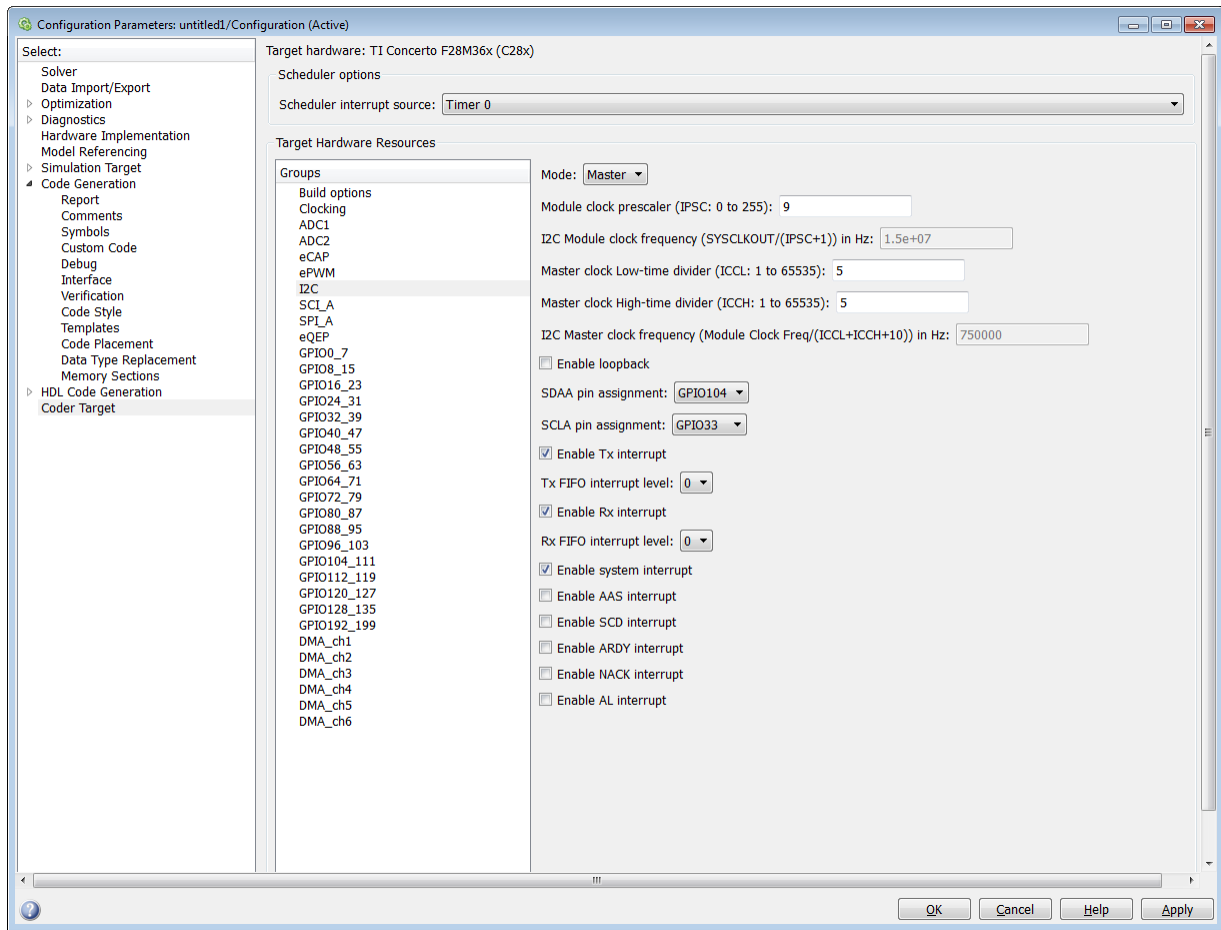 Configuration Parameters: untitled1/Configuration (Active)
Select:
Solver
Data Import/Export
Optimization
Diagnostics
Hardware Implementation
Model Referencing
Simulation Target
Code Generation
Report
Comments
Symbols
Custom Code
Debug
Interface
Verification
Code Style
Templates
Code Placement
Data Type Replacement
Memory Sections
HDL Code Generation
Coder Target
Target hardware: TI Concerto F28M36x (C28x)
Scheduler options
Scheduler interrupt source: Timer 0
Target Hardware Resources
Groups
Build options
Clocking
ADC1
ADC2
eCAP
ePWM
I2C
SCI_A
SPI_A
eQEP
GPIO0_7
GPIO8_15
GPIO16_23
GPIO24_31
GPIO32_39
GPIO40_47
GPIO48_55
GPIO56_63
GPIO64_71
GPIO72_79
GPIO80_87
GPIO88_95
GPIO96_103
GPIO104_111
GPIO112_119
GPIO120_127
GPIO128_135
GPIO192_199
DMA_ch1
DMA_ch2
DMA_ch3
DMA_ch4
DMA_ch5
DMA_ch6
Mode: Master
Module clock prescaler (IPSC: 0 to 255): 9
I2C Module clock frequency (SYSCLKOUT/(IPSC+1)) in Hz: 1.5e+07
Master clock Low-time divider (ICCL: 1 to 65535): 5
Master clock High-time divider (ICCH: 1 to 65535): 5
I2C Master clock frequency (Module Clock Freq/(ICCL+ICCH+10)) in Hz: 750000
Enable loopback
SDAA pin assignment: GPIO104
SCLA pin assignment: GPIO33
Enable Tx interrupt
Tx FIFO interrupt level: 0
Enable Rx interrupt
Rx FIFO interrupt level: 0
Enable system interrupt
Enable AAS interrupt
Enable SCD interrupt
Enable ARDY interrupt
Enable NACK interrupt
Enable AL interrupt
OK Cancel Help Apply